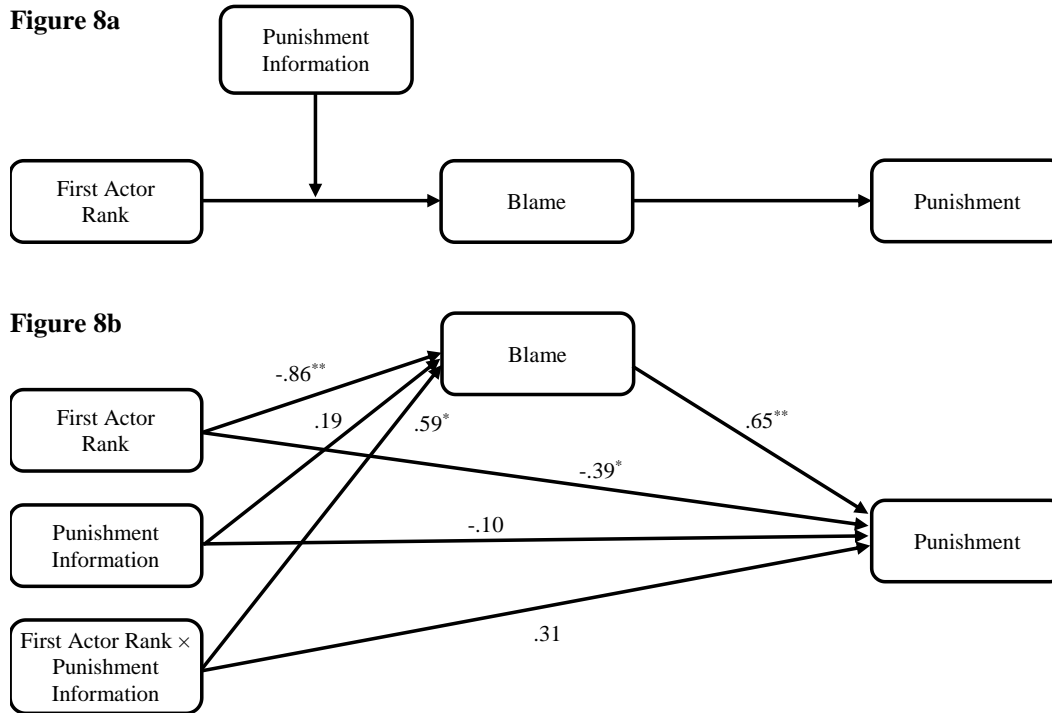 Figure 8a
Punishment
Information
First Actor
Rank
Blame
Punishment
Figure 8b
Blame
-.86**
.19
.59*
.65**
First Actor
Rank
-.39*
Punishment
Information
-.10
Punishment
First Actor Rank ×
Punishment
Information
.31